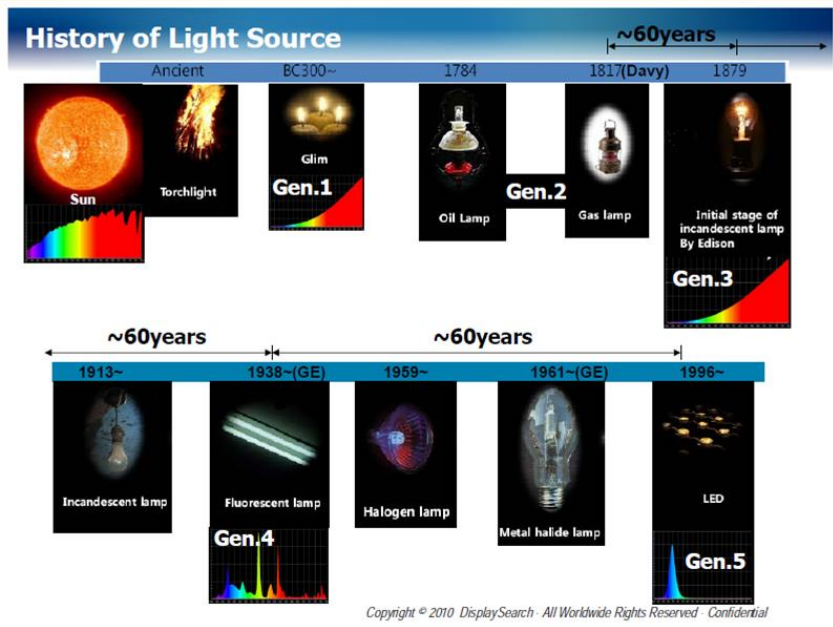 History of Light Source
~60years
Ancient
BC300~
1784
1817(Davy)
1879
Sun
Torchlight
Glim
Gen.1
Oil Lamp
Gen.2
Gas lamp
Initial stage of
incandescent lamp
By Edison
Gen.3
~60years
~60years
1913~
1938~(GE)
1959~
1961~(GE)
1996~
Incandescent lamp
Fluorescent lamp
Gen.4
Halogen lamp
Metal halide lamp
LED
Gen.5
Copyright © 2010 DisplaySearch · All Worldwide Rights Reserved · Confidential